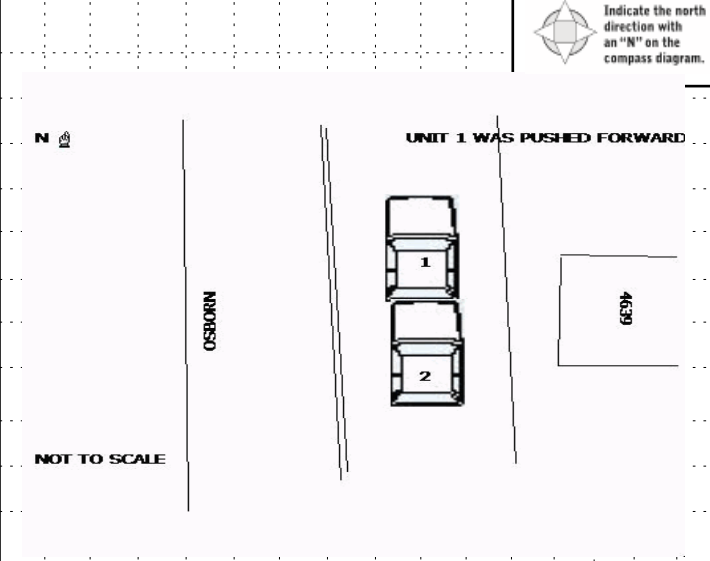 Indicate the north
direction with
an "N" on the
compass diagram.
N
UNIT 1 WAS PUSHED FORWARD
1
OSBORN
4639
2
NOT TO SCALE